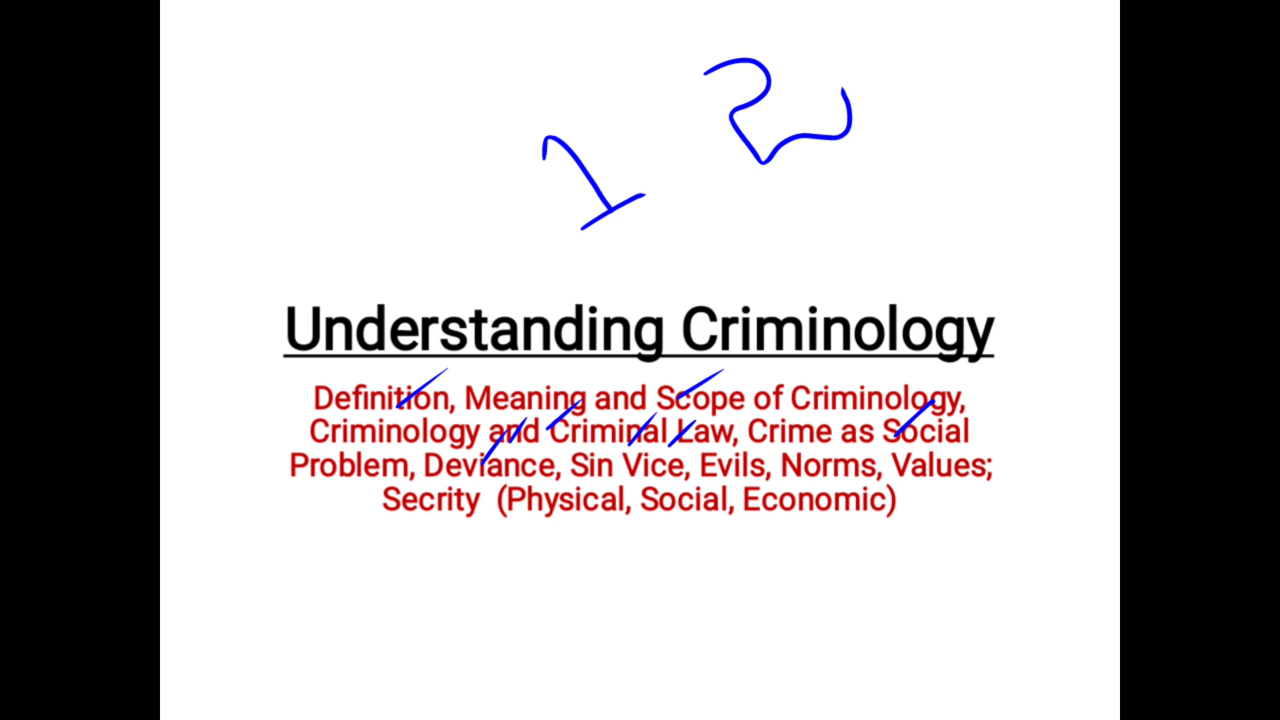 1 2
Understanding Criminology
Definition, Meaning and Scope of Criminology,
Criminology and Criminal Law, Crime as Social
Problem, Deviance, Sin Vice, Evils, Norms, Values;
Secrity (Physical, Social, Economic)